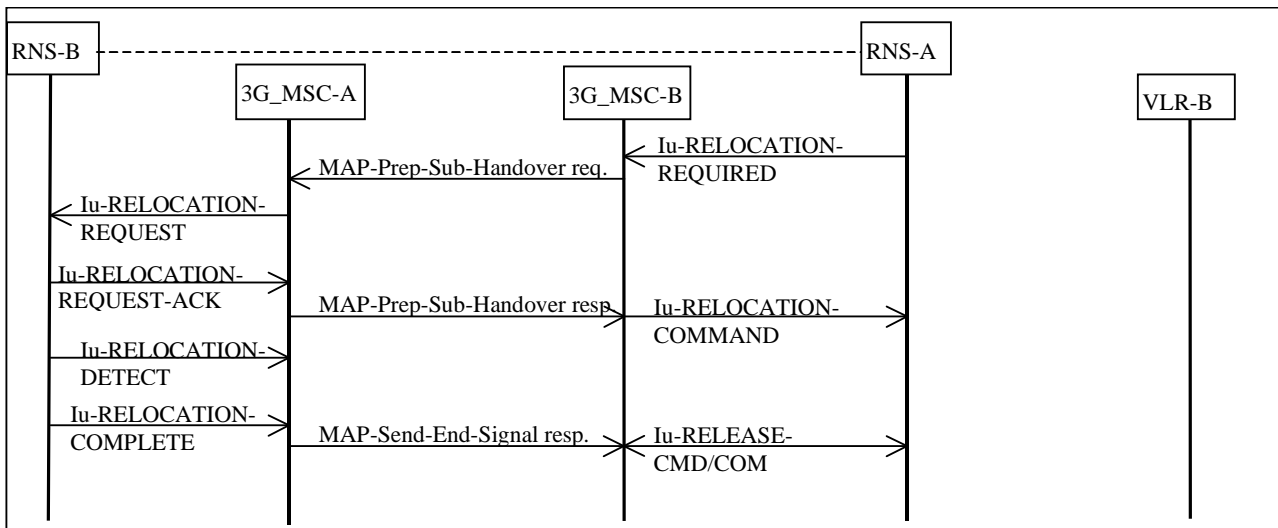 RNS-B
RNS-A
3G_MSC-A
3G_MSC-B
VLR-B
Iu-RELOCATION-
REQUIRED
MAP-Prep-Sub-Handover req.
Iu-RELOCATION-
REQUEST
Iu-RELOCATION-
REQUEST-ACK
MAP-Prep-Sub-Handover resp
Iu-RELOCATION-
COMMAND
Iu-RELOCATION-
DETECT
Iu-RELOCATION-
COMPLETE
MAP-Send-End-Signal resp.
Iu-RELEASE-
CMD/COM